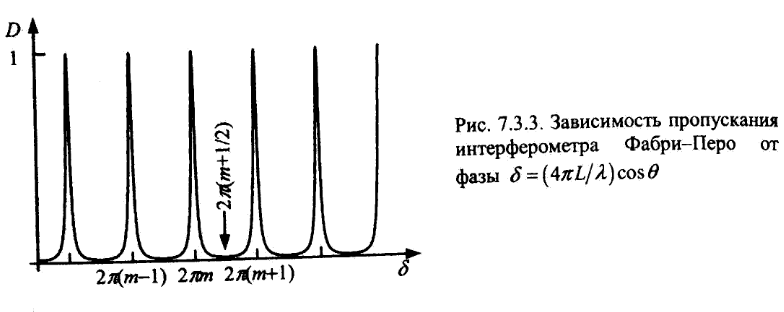 D
1
2π(m+1/2)
2π(m−1) 2πm 2π(m+1)
δ
Рис. 7.3.3. Зависимость пропускания
интерферометра Фабри–Перо от
фазы δ=(4πL/λ)cosθ